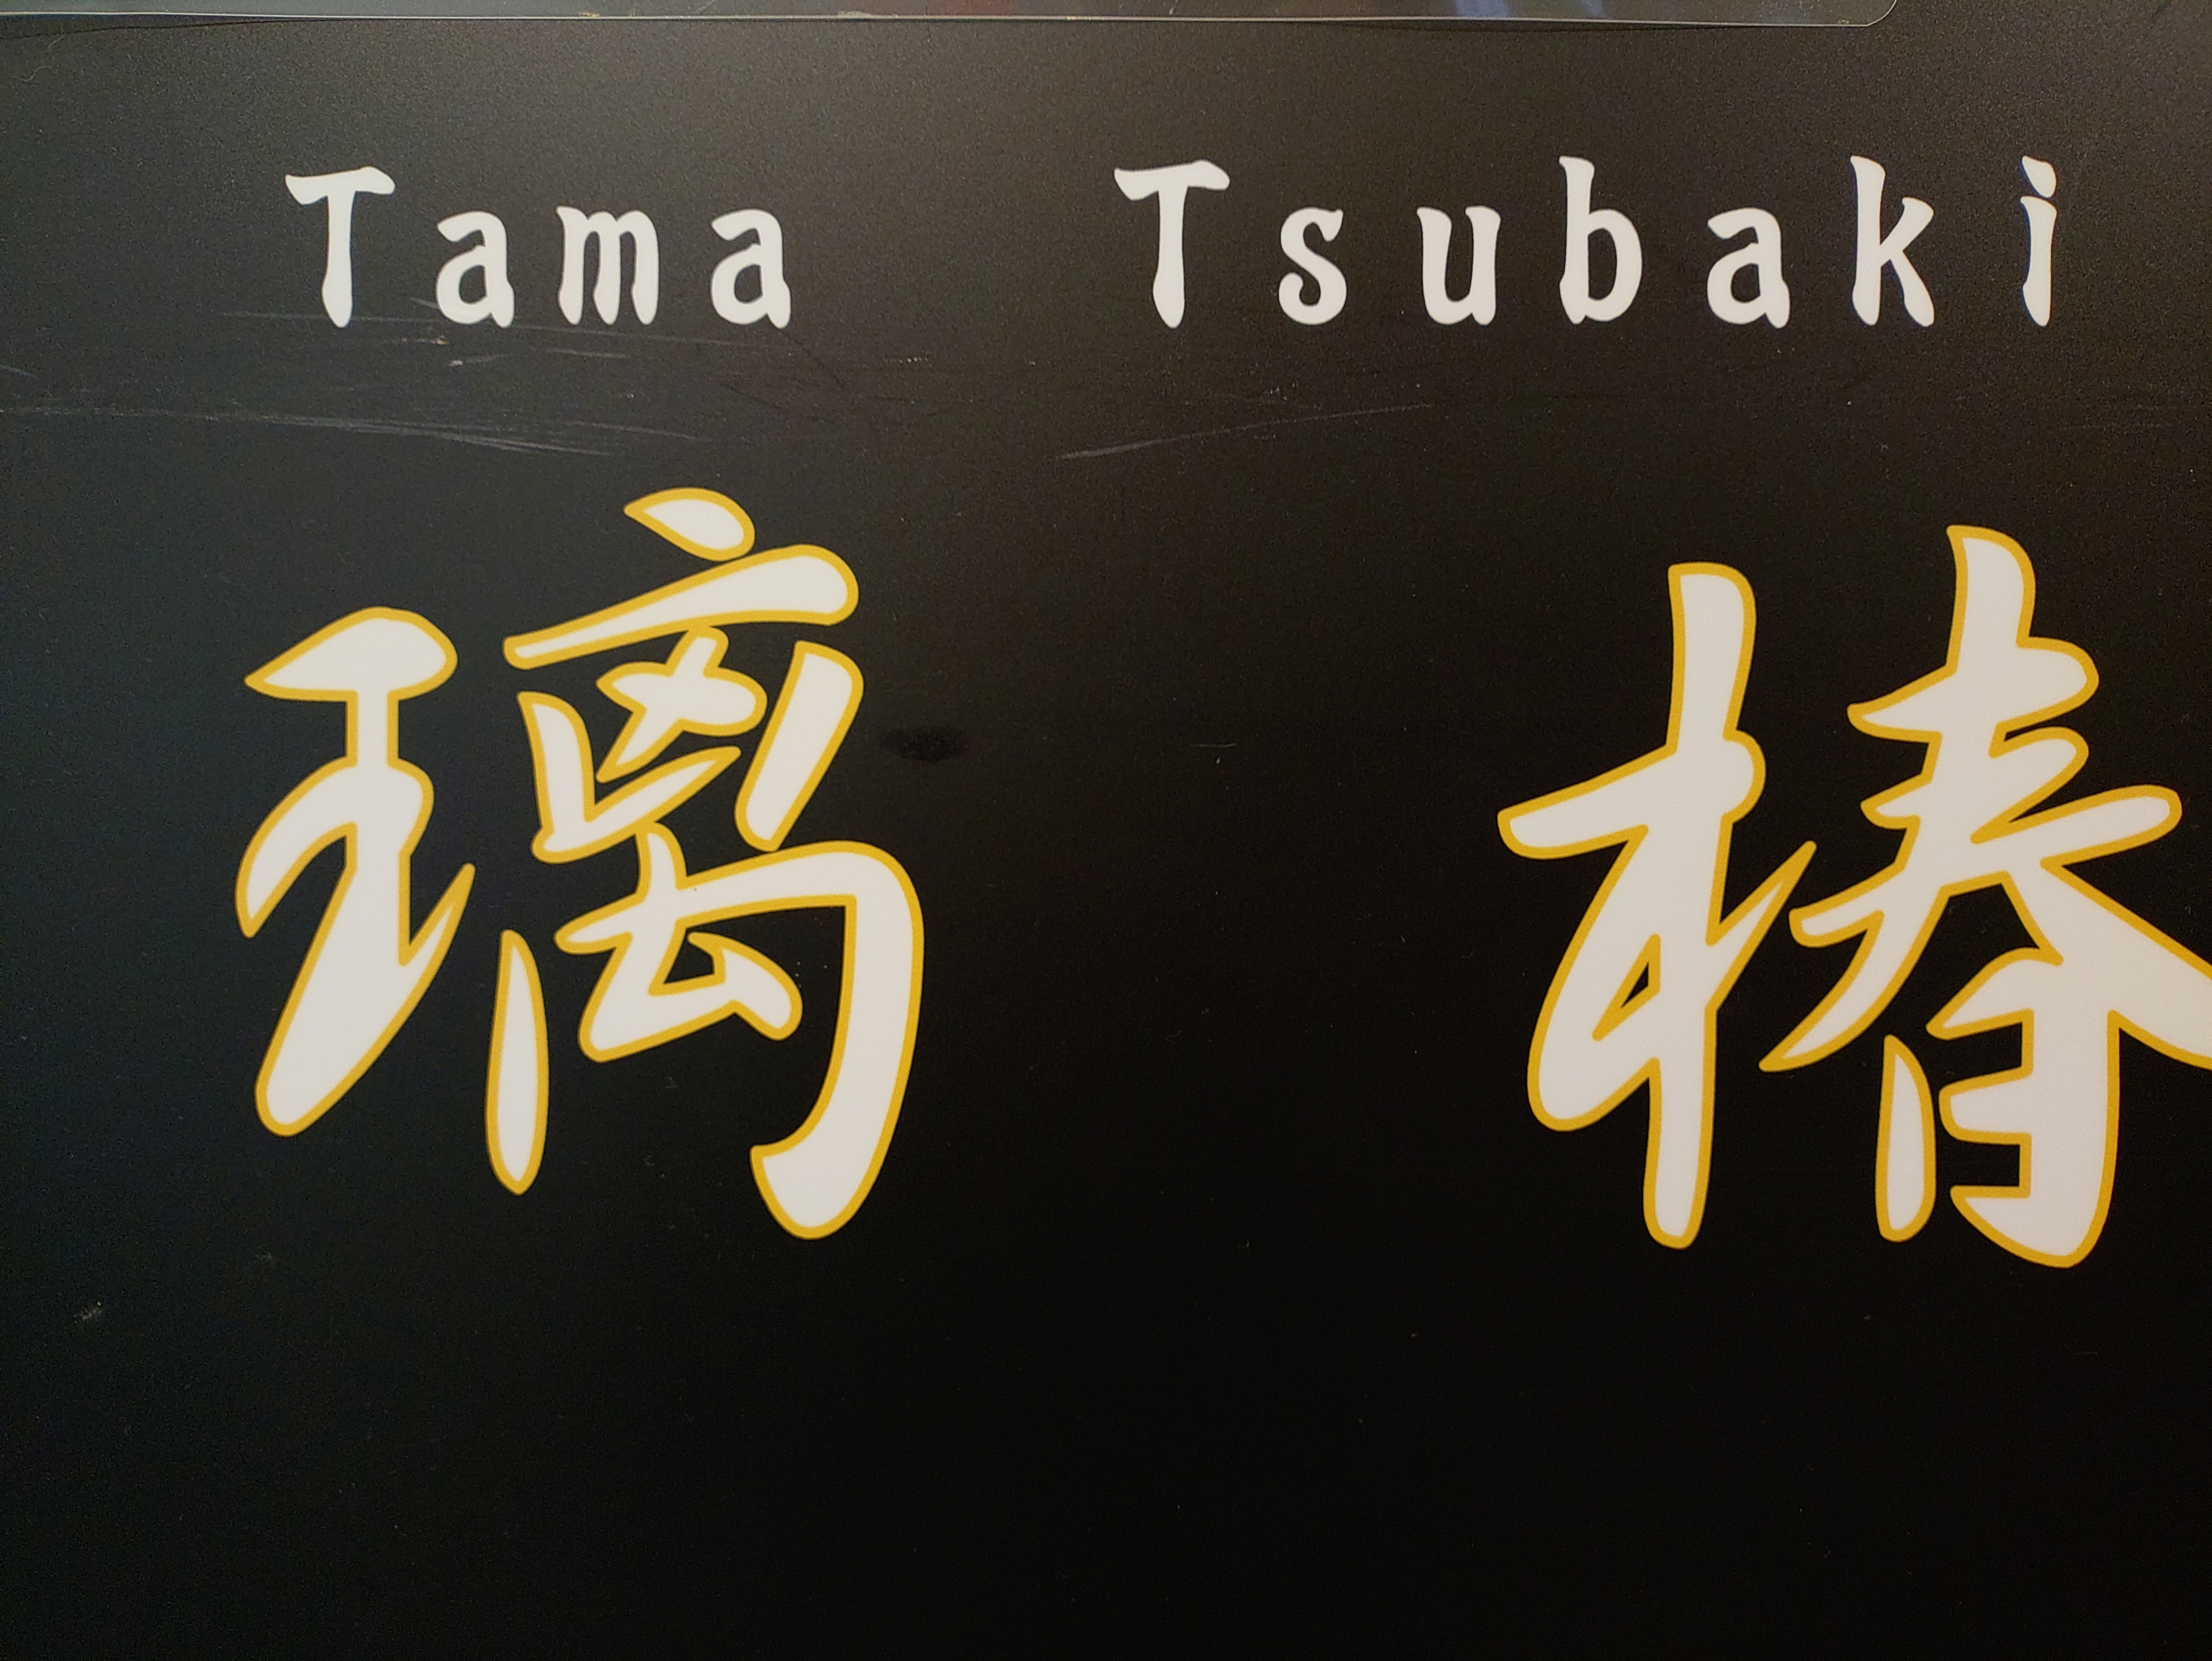 Tama Tsubaki
璃 椿